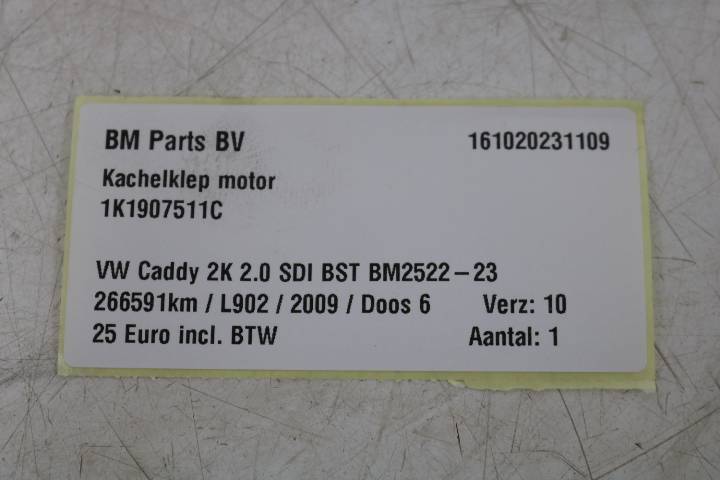 BM Parts BV 161020231109
Kachelklep motor
1K1907511C
VW Caddy 2K 2.0 SDI BST BM2522-23
266591km / L902 / 2009 / Doos 6 Verz: 10
25 Euro incl. BTW Aantal: 1